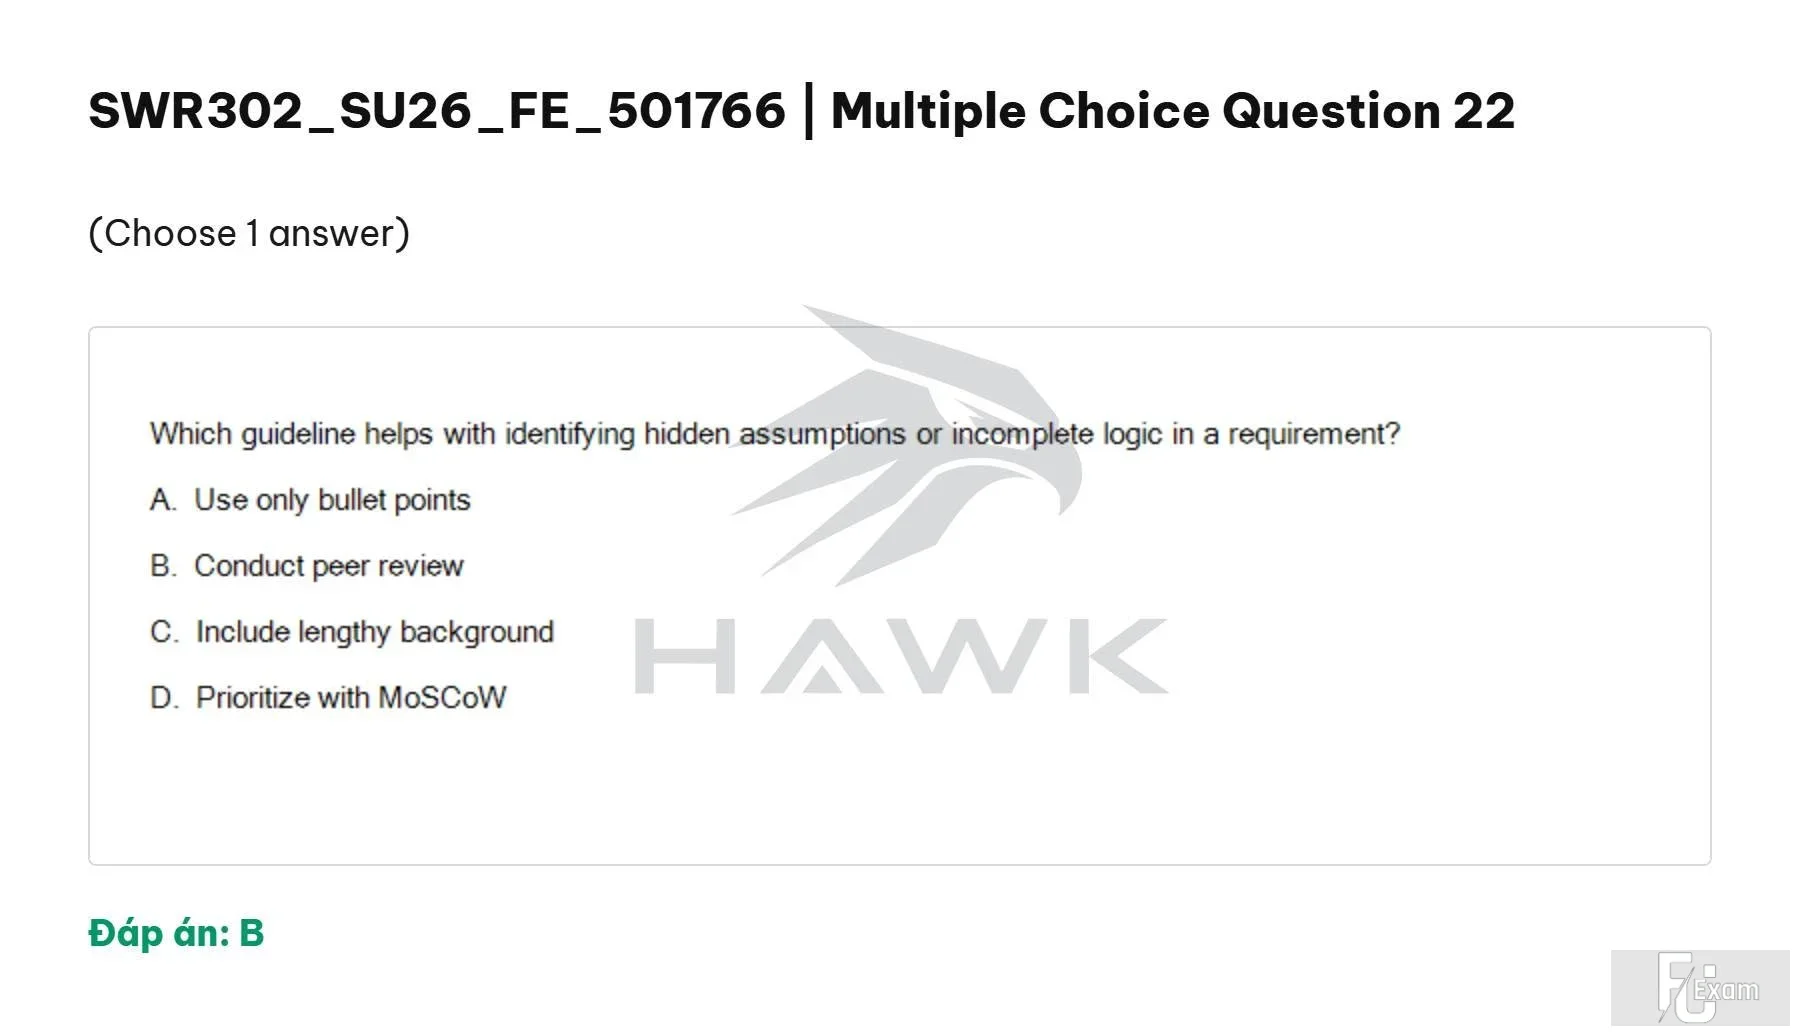 SWR302_SU26_FE_501766 | Multiple Choice Question 22
(Choose 1 answer)
Which guideline helps with identifying hidden assumptions or incomplete logic in a requirement?
A. Use only bullet points
B. Conduct peer review
C. Include lengthy background
D. Prioritize with MoSCoW
HAWK
Đáp án: B
FU Exam